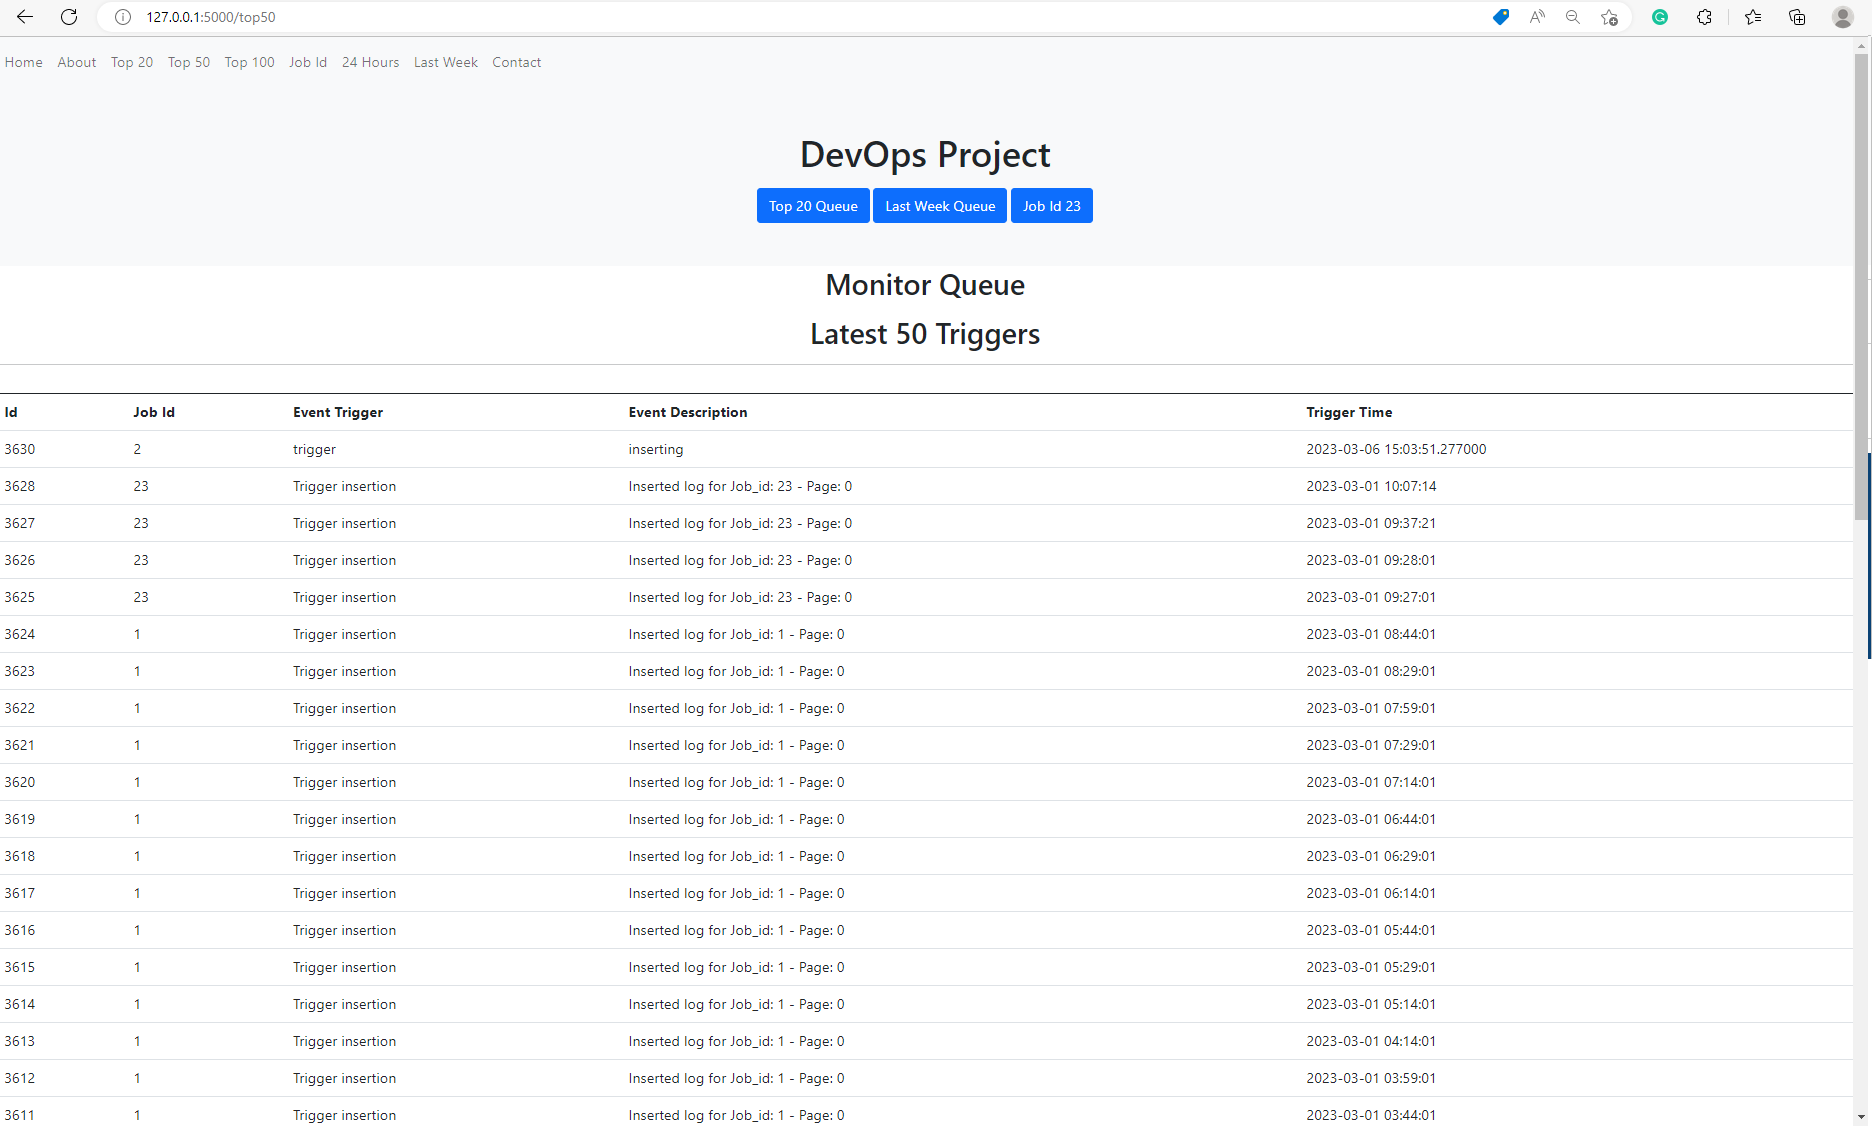 127.0.0.1:5000/top50
Home About Top 20 Top 50 Top 100 Job Id 24 Hours Last Week Contact
DevOps Project
Top 20 Queue Last Week Queue Job Id 23
Monitor Queue
Latest 50 Triggers
Id Job Id Event Trigger Event Description Trigger Time
3630 2 trigger inserting 2023-03-06 15:03:51.277000
3628 23 Trigger insertion Inserted log for Job_id: 23 - Page: 0 2023-03-01 10:07:14
3627 23 Trigger insertion Inserted log for Job_id: 23 - Page: 0 2023-03-01 09:37:21
3626 23 Trigger insertion Inserted log for Job_id: 23 - Page: 0 2023-03-01 09:28:01
3625 23 Trigger insertion Inserted log for Job_id: 23 - Page: 0 2023-03-01 09:27:01
3624 1 Trigger insertion Inserted log for Job_id: 1 - Page: 0 2023-03-01 08:44:01
3623 1 Trigger insertion Inserted log for Job_id: 1 - Page: 0 2023-03-01 08:29:01
3622 1 Trigger insertion Inserted log for Job_id: 1 - Page: 0 2023-03-01 07:59:01
3621 1 Trigger insertion Inserted log for Job_id: 1 - Page: 0 2023-03-01 07:29:01
3620 1 Trigger insertion Inserted log for Job_id: 1 - Page: 0 2023-03-01 07:14:01
3619 1 Trigger insertion Inserted log for Job_id: 1 - Page: 0 2023-03-01 06:44:01
3618 1 Trigger insertion Inserted log for Job_id: 1 - Page: 0 2023-03-01 06:29:01
3617 1 Trigger insertion Inserted log for Job_id: 1 - Page: 0 2023-03-01 06:14:01
3616 1 Trigger insertion Inserted log for Job_id: 1 - Page: 0 2023-03-01 05:44:01
3615 1 Trigger insertion Inserted log for Job_id: 1 - Page: 0 2023-03-01 05:29:01
3614 1 Trigger insertion Inserted log for Job_id: 1 - Page: 0 2023-03-01 05:14:01
3613 1 Trigger insertion Inserted log for Job_id: 1 - Page: 0 2023-03-01 04:14:01
3612 1 Trigger insertion Inserted log for Job_id: 1 - Page: 0 2023-03-01 03:59:01
3611 1 Trigger insertion Inserted log for Job_id: 1 - Page: 0 2023-03-01 03:44:01